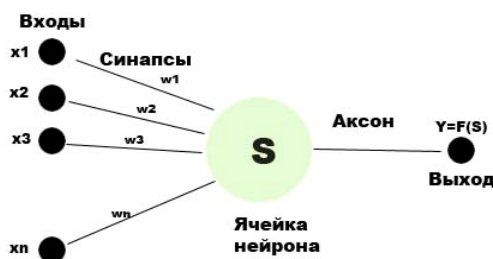 Входы
x1
Синапсы
w1
x2
w2
x3
w3
S
Аксон
Y=F(S)
Выход
wn
Ячейка
нейрона
xn